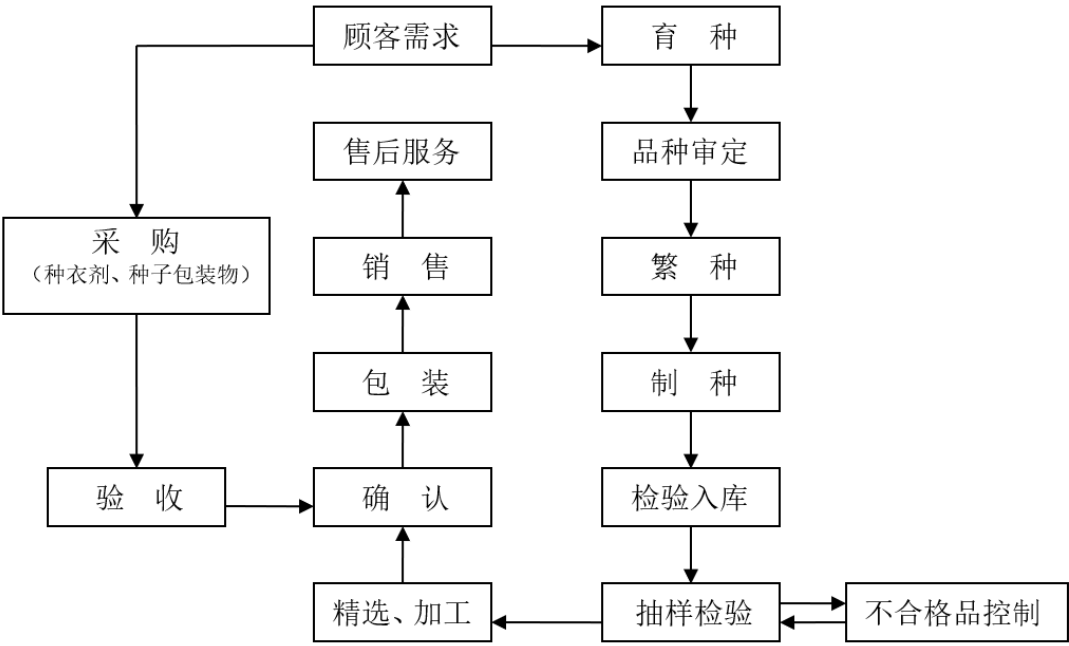 顾客需求
育 种
售后服务
品种审定
采 购
（种衣剂、种子包装物）
销 售
繁 种
包 装
制 种
验 收
确 认
检验入库
精选、加工
抽样检验
不合格品控制